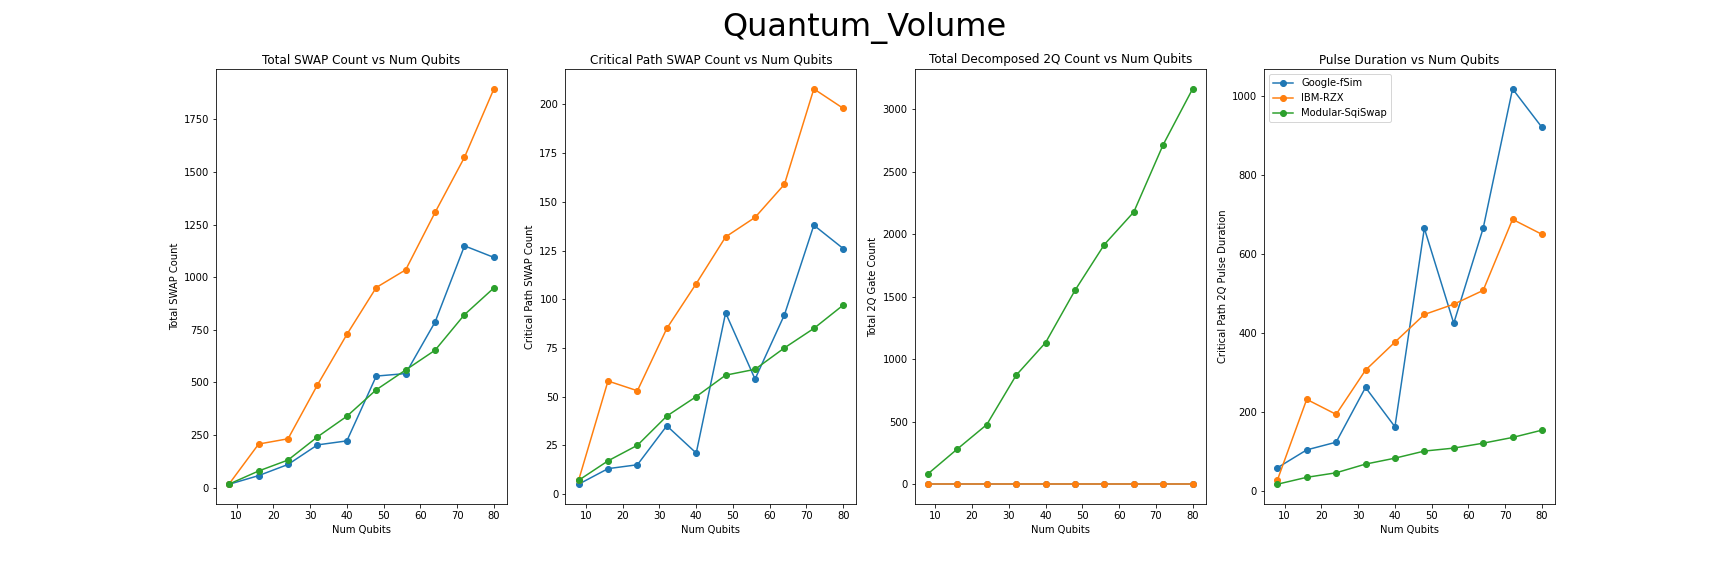 Quantum_Volume
Total SWAP Count vs Num Qubits
Total SWAP Count
1750
1500
1250
1000
750
500
250
0
10 20 30 40 50 60 70 80
Num Qubits
Critical Path SWAP Count vs Num Qubits
Critical Path SWAP Count
200
175
150
125
100
75
50
25
0
10 20 30 40 50 60 70 80
Num Qubits
Total Decomposed 2Q Count vs Num Qubits
Total 2Q Gate Count
3000
2500
2000
1500
1000
500
0
10 20 30 40 50 60 70 80
Num Qubits
Pulse Duration vs Num Qubits
Google-fSim
IBM-RZX
Modular-SqiSwap
Critical Path 2Q Pulse Duration
1000
800
600
400
200
0
10 20 30 40 50 60 70 80
Num Qubits